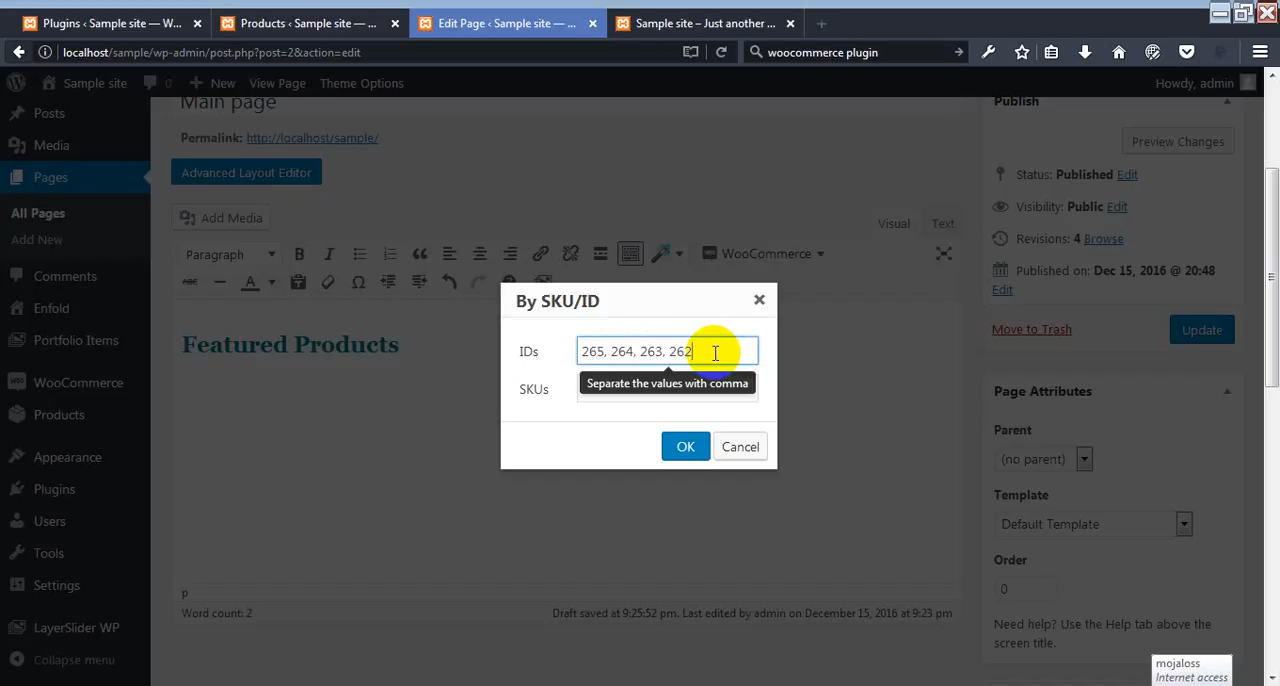 Plugins ‹ Sample site — W...
Products ‹ Sample site — ...
Edit Page ‹ Sample site — ...
Sample site – Just another ...
localhost/sample/wp-admin/post.php?post=2&action=edit
woocommerce plugin
Sample site
0
New
View Page
Theme Options
Howdy, admin
Posts
Media
Pages
All Pages
Add New
Comments
Enfold
Portfolio Items
WooCommerce
Products
Appearance
Plugins
Users
Tools
Settings
LayerSlider WP
Collapse menu
Main page
Permalink: http://localhost/sample/
Advanced Layout Editor
Add Media
Visual
Text
Paragraph
WooCommerce
Featured Products
By SKU/ID
IDs
265, 264, 263, 262
Separate the values with comma
SKUs
OK
Cancel
p
Word count: 2
Draft saved at 9:25:52 pm. Last edited by admin on December 15, 2016 at 9:23 pm
Publish
Preview Changes
Status: Published Edit
Visibility: Public Edit
Revisions: 4 Browse
Published on: Dec 15, 2016 @ 20:48
Edit
Move to Trash
Update
Page Attributes
Parent
(no parent)
Template
Default Template
Order
0
Need help? Use the Help tab above the
screen title.
mojaloss
Internet access